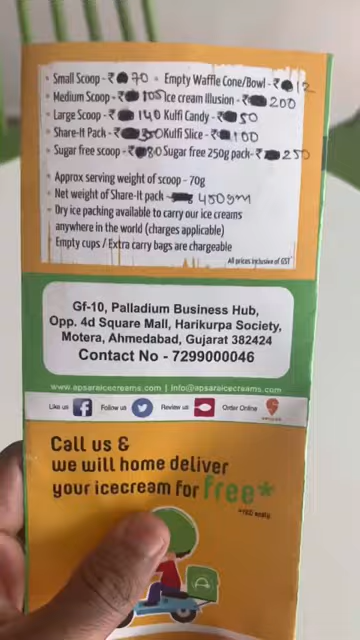 • Small Scoop - ₹ 70 • Empty Waffle Cone/Bowl - ₹ 12
• Medium Scoop - ₹ 105 Ice cream Illusion - ₹ 200
• Large Scoop - ₹ 140 Kulfi Candy - ₹ 50
• Share-It Pack - ₹ 350 Kulfi Slice - ₹ 100
• Sugar free scoop - ₹ 80 Sugar free 250g pack - ₹ 250
• Approx serving weight of scoop - 70g
• Net weight of Share-It pack - 450gm
• Dry ice packing available to carry our ice creams
anywhere in the world (charges applicable)
Empty cups / Extra carry bags are chargeable
All prices inclusive of GST
Gf-10, Palladium Business Hub,
Opp. 4d Square Mall, Harikurpa Society,
Motera, Ahmedabad, Gujarat 382424
Contact No - 7299000046
www.apsaraicecreams.com | info@apsaraicecreams.com
Like us Follow us Review us Order Online
Call us &
we will home deliver
your icecream for free*
*T&C apply